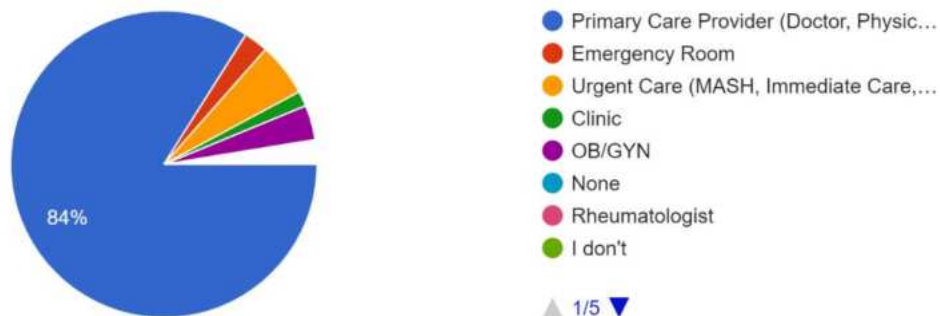 Primary Care Provider (Doctor, Physic...
Emergency Room
Urgent Care (MASH, Immediate Care,...
Clinic
OB/GYN
None
Rheumatologist
I don't
84%
1/5